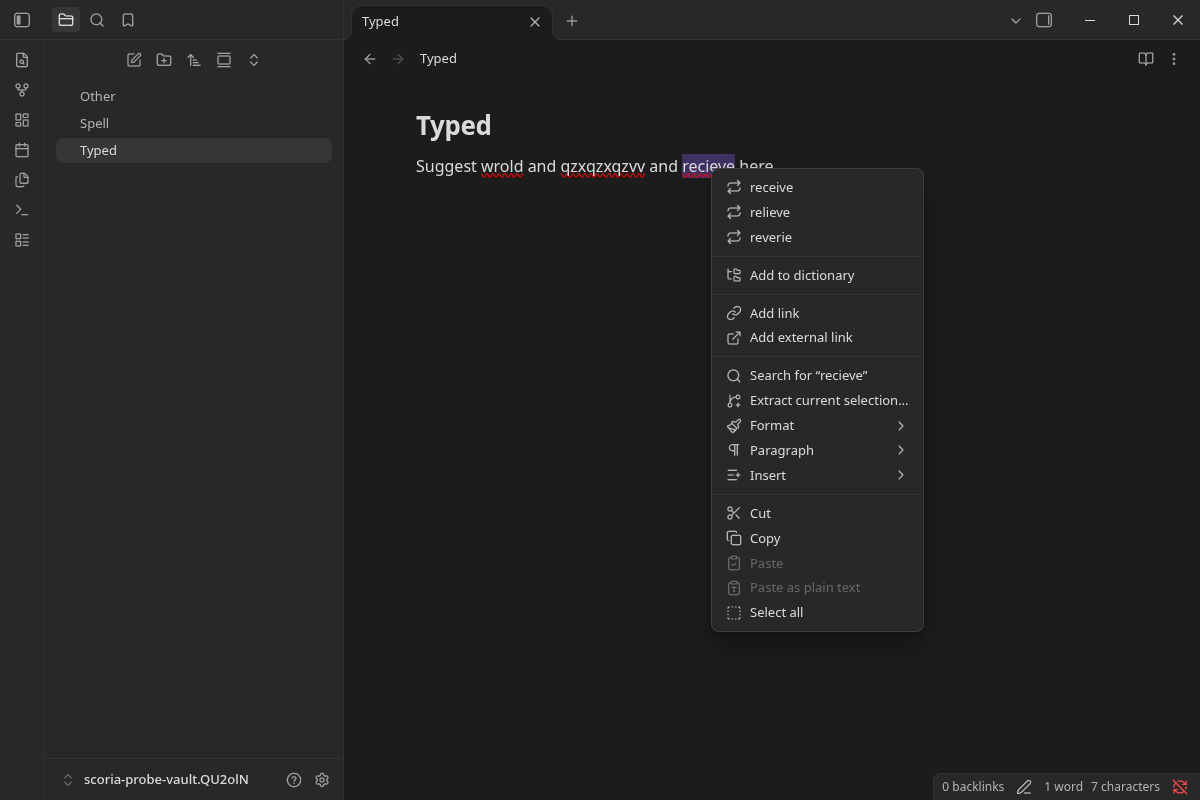 Typed
Typed
Other
Spell
Typed
Typed
Suggest wrold and qzxqzxqzvv and recieve here
receive
relieve
reverie
Add to dictionary
Add link
Add external link
Search for “recieve”
Extract current selection...
Format
Paragraph
Insert
Cut
Copy
Paste
Paste as plain text
Select all
scoria-probe-vault.QU2olN
0 backlinks 1 word 7 characters